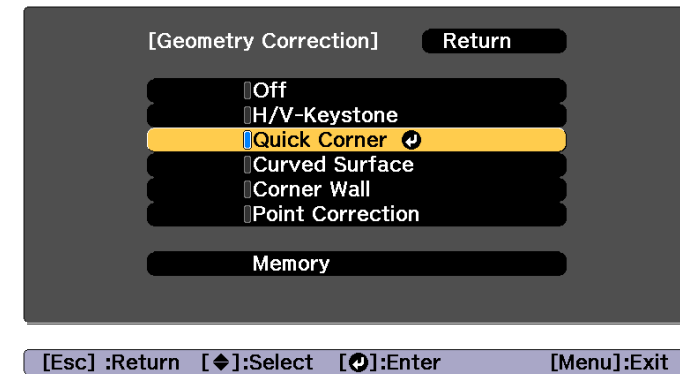 [Geometry Correction] Return
Off
H/V-Keystone
Quick Corner
Curved Surface
Corner Wall
Point Correction
Memory
[Esc] :Return [◆]:Select [↵]:Enter [Menu]:Exit